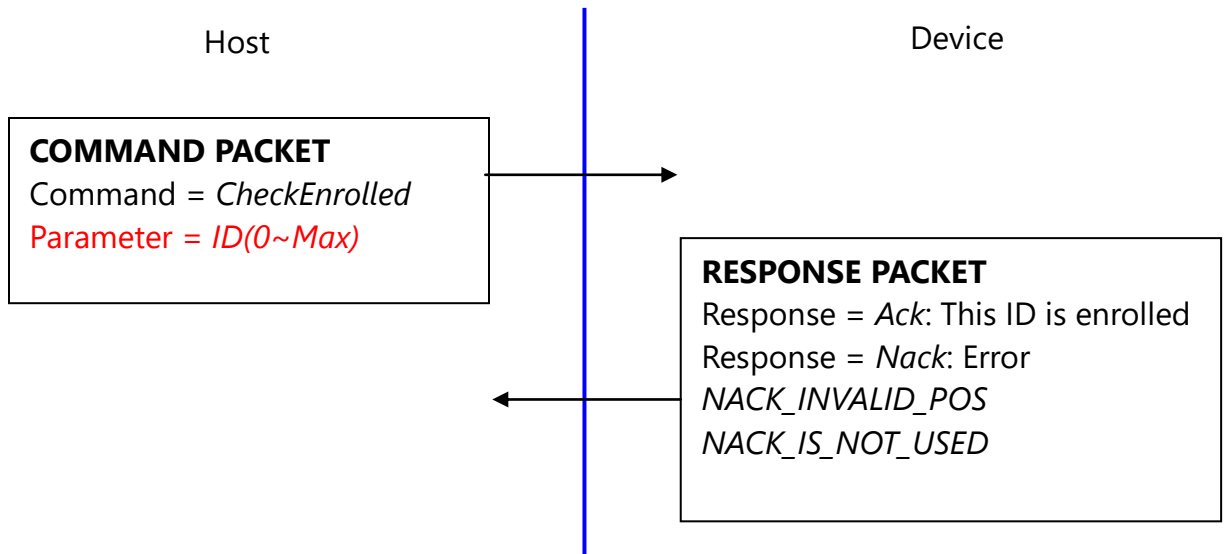 Host
Device
COMMAND PACKET
Command = CheckEnrolled
Parameter = ID(0~Max)
RESPONSE PACKET
Response = Ack: This ID is enrolled
Response = Nack: Error
NACK_INVALID_POS
NACK_IS_NOT_USED